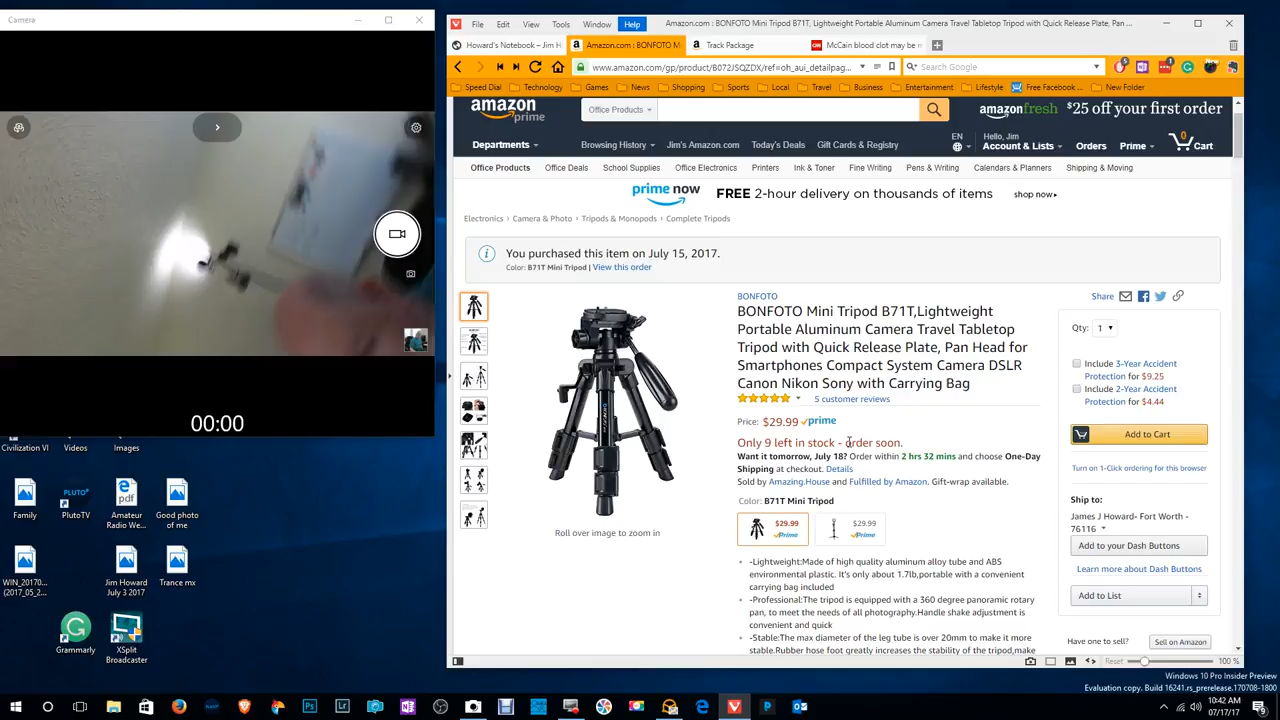 Camera
File Edit View Tools Window Help
Amazon.com : BONFOTO Mini Tripod B71T, Lightweight Portable Aluminum Camera Travel Tabletop Tripod with Quick Release Plate, Pan ...
Howard's Notebook – Jim H
Amazon.com : BONFOTO M
Track Package
McCain blood clot may be m
www.amazon.com/gp/product/B072JSQZDX/ref=oh_aui_detailpag...
Search Google
Speed Dial Technology Games News Shopping Sports Local Travel Business Entertainment Lifestyle Free Facebook ... New Folder
amazon prime
Office Products
amazonfresh $25 off your first order
Departments
Browsing History Jim's Amazon.com Today's Deals Gift Cards & Registry
EN
Hello, Jim
Account & Lists Orders Prime
0
Cart
Office Products Office Deals School Supplies Office Electronics Printers Ink & Toner Fine Writing Pens & Writing Calendars & Planners Shipping & Moving
prime now FREE 2-hour delivery on thousands of items shop now
Electronics › Camera & Photo › Tripods & Monopods › Complete Tripods
You purchased this item on July 15, 2017.
Color: B71T Mini Tripod | View this order
BONFOTO
BONFOTO Mini Tripod B71T,Lightweight
Portable Aluminum Camera Travel Tabletop
Tripod with Quick Release Plate, Pan Head for
Smartphones Compact System Camera DSLR
Canon Nikon Sony with Carrying Bag
5 customer reviews
Price: $29.99 prime
Only 9 left in stock - order soon.
Want it tomorrow, July 18? Order within 2 hrs 32 mins and choose One-Day
Shipping at checkout. Details
Sold by Amazing.House and Fulfilled by Amazon. Gift-wrap available.
Color: B71T Mini Tripod
$29.99
Prime
$29.99
Prime
Roll over image to zoom in
-Lightweight:Made of high quality aluminum alloy tube and ABS
environmental plastic. It's only about 1.7lb,portable with a convenient
carrying bag included
-Professional:The tripod is equipped with a 360 degree panoramic rotary
pan, to meet the needs of all photography.Handle shake adjustment is
convenient and quick
-Stable:The max diameter of the leg tube is over 20mm to make it more
stable.Rubber hose foot greatly increases the stability of the tripod,make
Share
Qty: 1
Include 3-Year Accident
Protection for $9.25
Include 2-Year Accident
Protection for $4.44
Add to Cart
Turn on 1-Click ordering for this browser
Ship to:
James J Howard- Fort Worth -
76116
Add to your Dash Buttons
Learn more about Dash Buttons
Add to List
Have one to sell? Sell on Amazon
Reset 100 %
00:00
Civilization VI Videos Images
Family
PlutoTV
Amateur
Radio We...
Good photo
of me
WIN_20170...
(2017_05_2...
Jim Howard
July 3 2017
Trance mx
Grammarly
XSplit
Broadcaster
Windows 10 Pro Insider Preview
Evaluation copy. Build 16241.rs_prerelease.170708-1800
10:42 AM
07/17/17